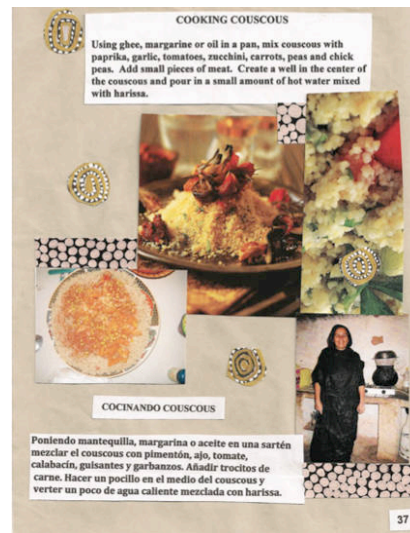 COOKING COUSCOUS
Using ghee, margarine or oil in a pan, mix couscous with
paprika, garlic, tomatoes, zucchini, carrots, peas and chick
peas. Add small pieces of meat. Create a well in the center of
the couscous and pour in a small amount of hot water mixed
with harissa.
COCINANDO COUSCOUS
Poniendo mantequilla, margarina o aceite en una sartén
mezclar el couscous con pimentón, ajo, tomate,
calabacín, guisantes y garbanzos. Añadir trocitos de
carne. Hacer un pocillo en el medio del couscous y
verter un poco de agua caliente mezclada con harissa.
37